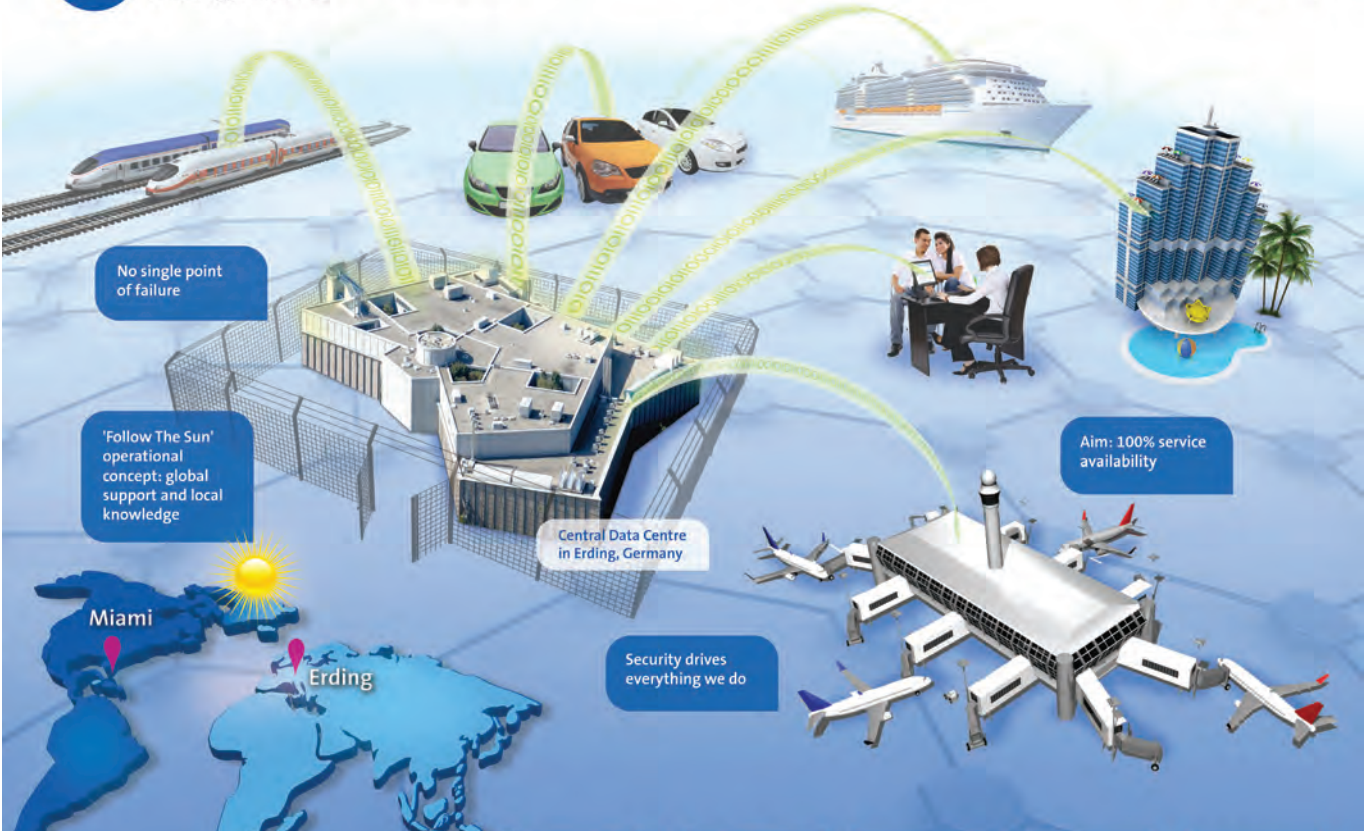 No single point
of failure
'Follow The Sun'
operational
concept: global
support and local
knowledge
Central Data Centre
in Erding, Germany
Aim: 100% service
availability
Miami
Erding
Security drives
everything we do